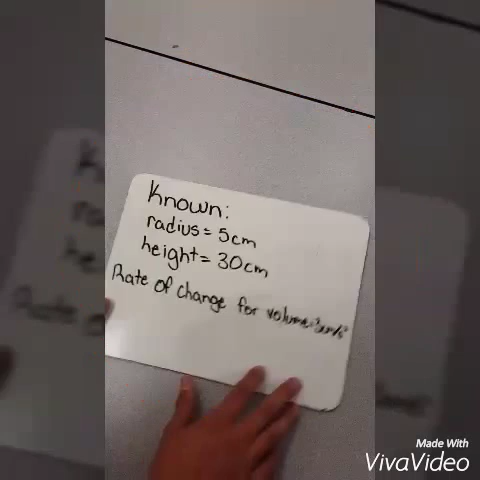 Known:
radius = 5cm
height = 30cm
Rate of Change for volume
Made With
VivaVideo